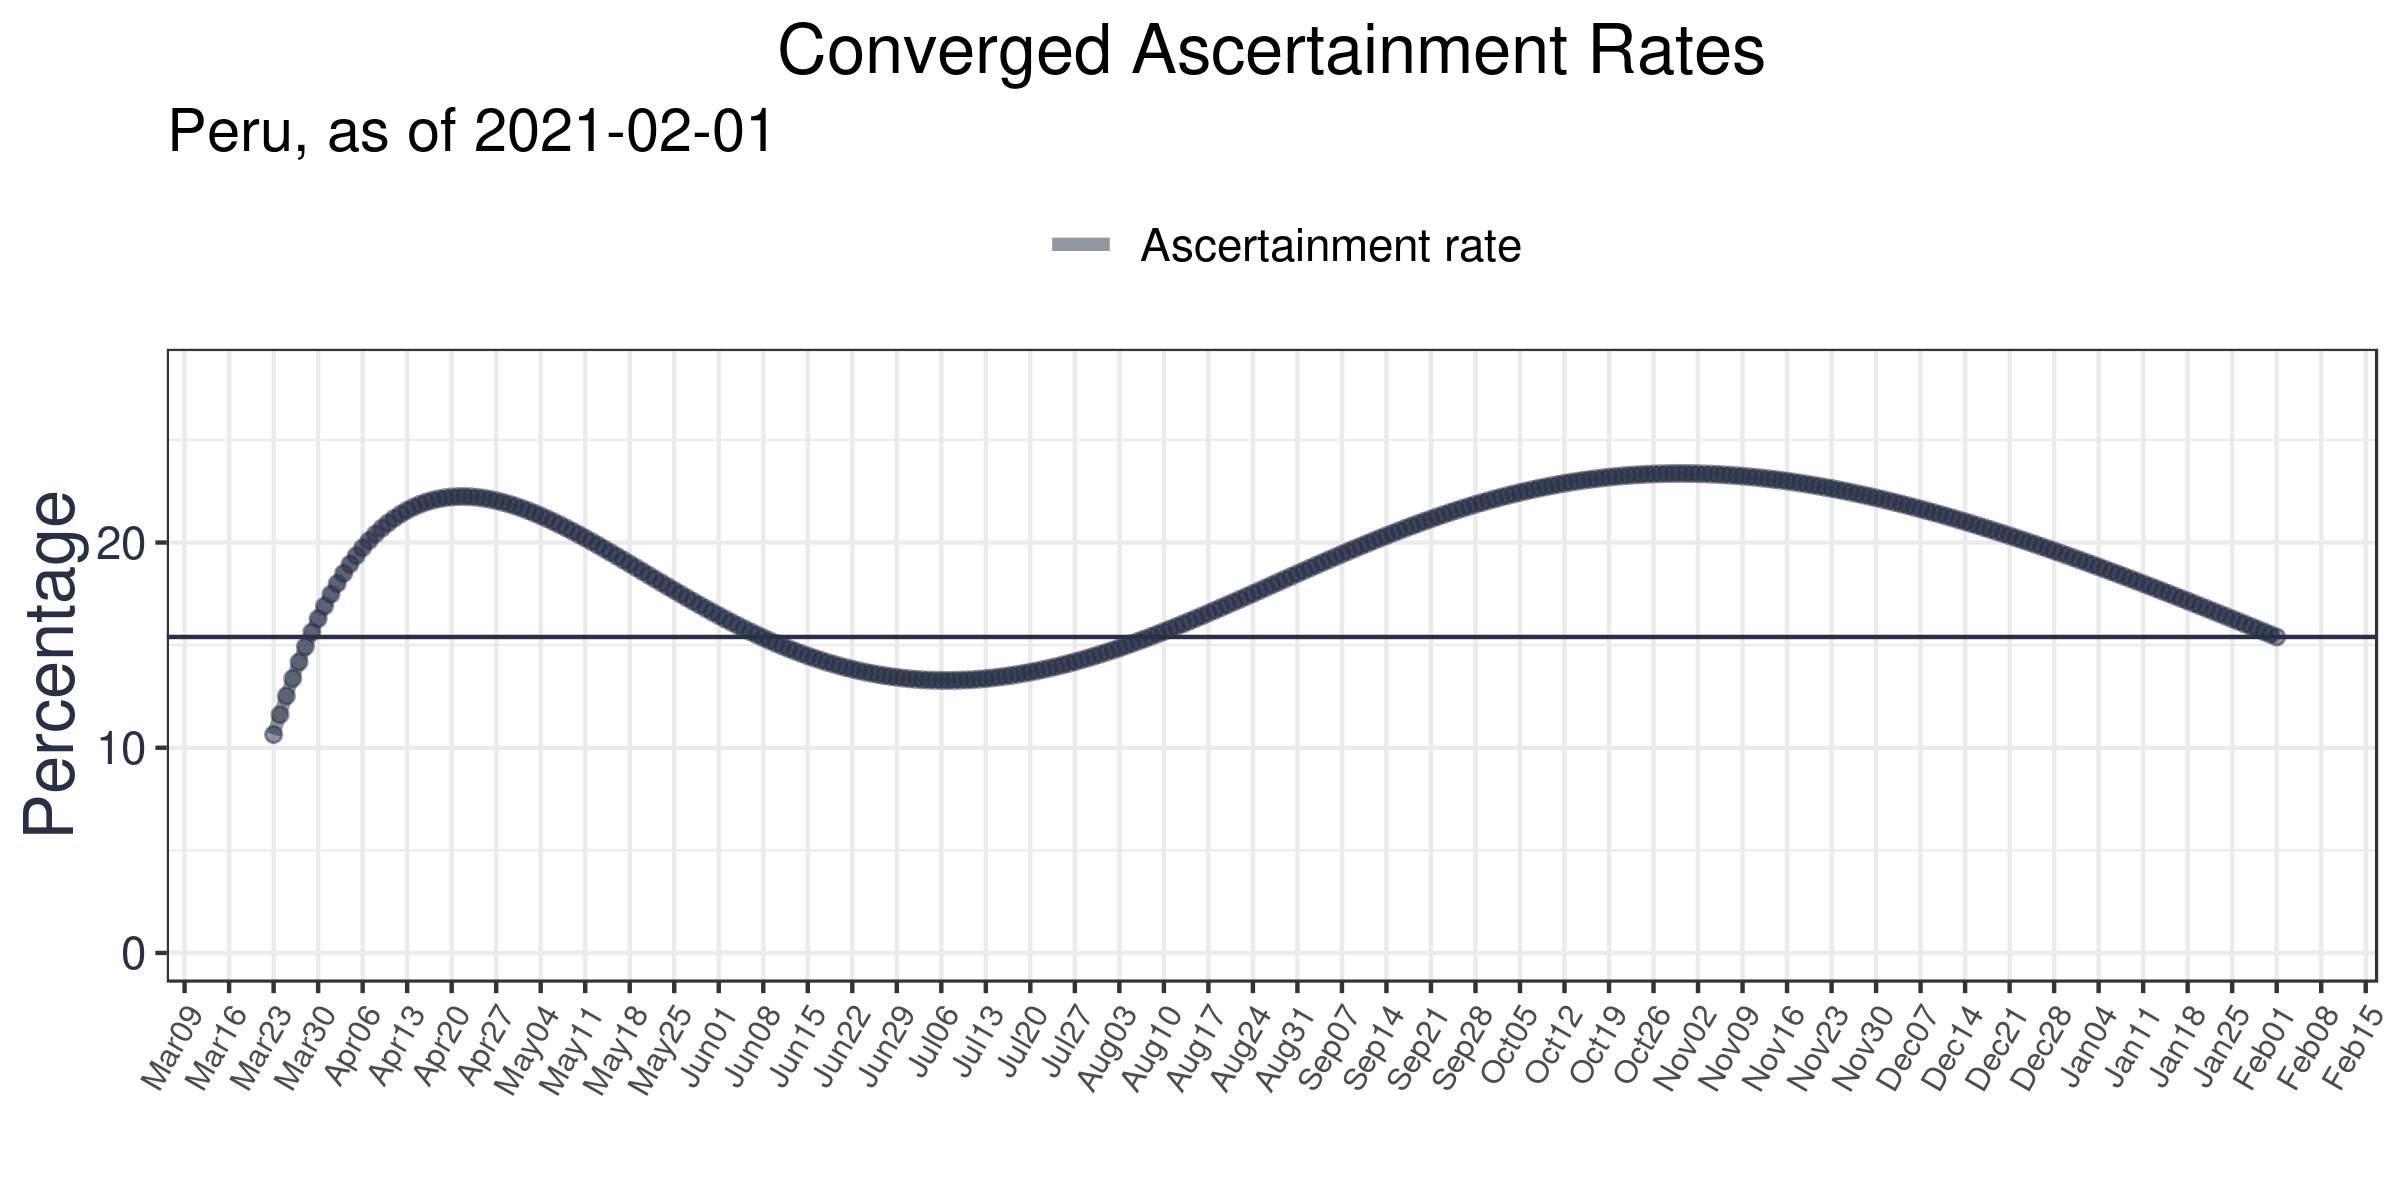 Converged Ascertainment Rates
Peru, as of 2021-02-01
Ascertainment rate
Percentage
20
10
0
Mar09
Mar16
Mar23
Mar30
Apr06
Apr13
Apr20
Apr27
May04
May11
May18
May25
Jun01
Jun08
Jun15
Jun22
Jun29
Jul06
Jul13
Jul20
Jul27
Aug03
Aug10
Aug17
Aug24
Aug31
Sep07
Sep14
Sep21
Sep28
Oct05
Oct12
Oct19
Oct26
Nov02
Nov09
Nov16
Nov23
Nov30
Dec07
Dec14
Dec21
Dec28
Jan04
Jan11
Jan18
Jan25
Feb01
Feb08
Feb15